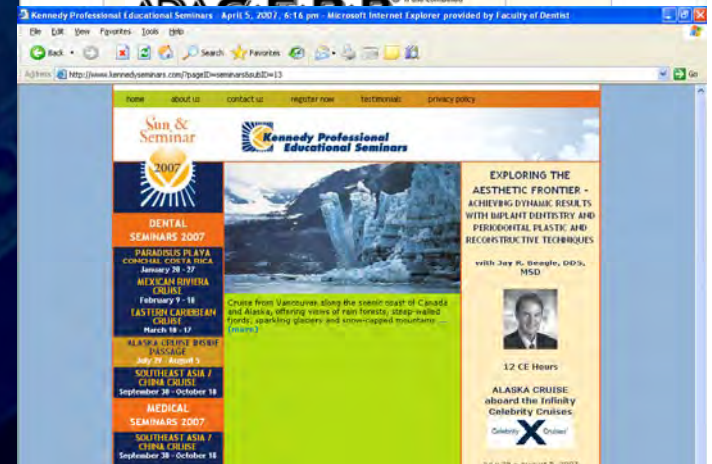 Kennedy Professional Educational Seminars - April 5, 2007, 6:16 pm - Microsoft Internet Explorer provided by Faculty of Dentist
File Edit View Favorites Tools Help
Back Search Favorites
Address http://www.kennedyseminars.com/?pageID=seminars&subID=13 Go
home about us contact us register now testimonials privacy policy
Sun &
Seminar
2007
Kennedy Professional
Educational Seminars
DENTAL
SEMINARS 2007
PARADISUS PLAYA
CONCHAL COSTA RICA
January 20 - 27
MEXICAN RIVIERA
CRUISE
February 9 - 18
EASTERN CARIBBEAN
CRUISE
March 10 - 17
ALASKA CRUISE INSIDE
PASSAGE
July 29 - August 5
SOUTHEAST ASIA /
CHINA CRUISE
September 30 - October 18
MEDICAL
SEMINARS 2007
SOUTHEAST ASIA /
CHINA CRUISE
September 30 - October 18
Cruise from Vancouver along the scenic coast of Canada
and Alaska, offering views of rain forests, steep-walled
fjords, sparkling glaciers and snow-capped mountains ...
(more)
EXPLORING THE
AESTHETIC FRONTIER -
ACHIEVING DYNAMIC RESULTS
WITH IMPLANT DENTISTRY AND
PERIODONTAL PLASTIC AND
RECONSTRUCTIVE TECHNIQUES
with Jay R. Beagle, DDS,
MSD
12 CE Hours
ALASKA CRUISE
aboard the Infinity
Celebrity Cruises
Celebrity X Cruises